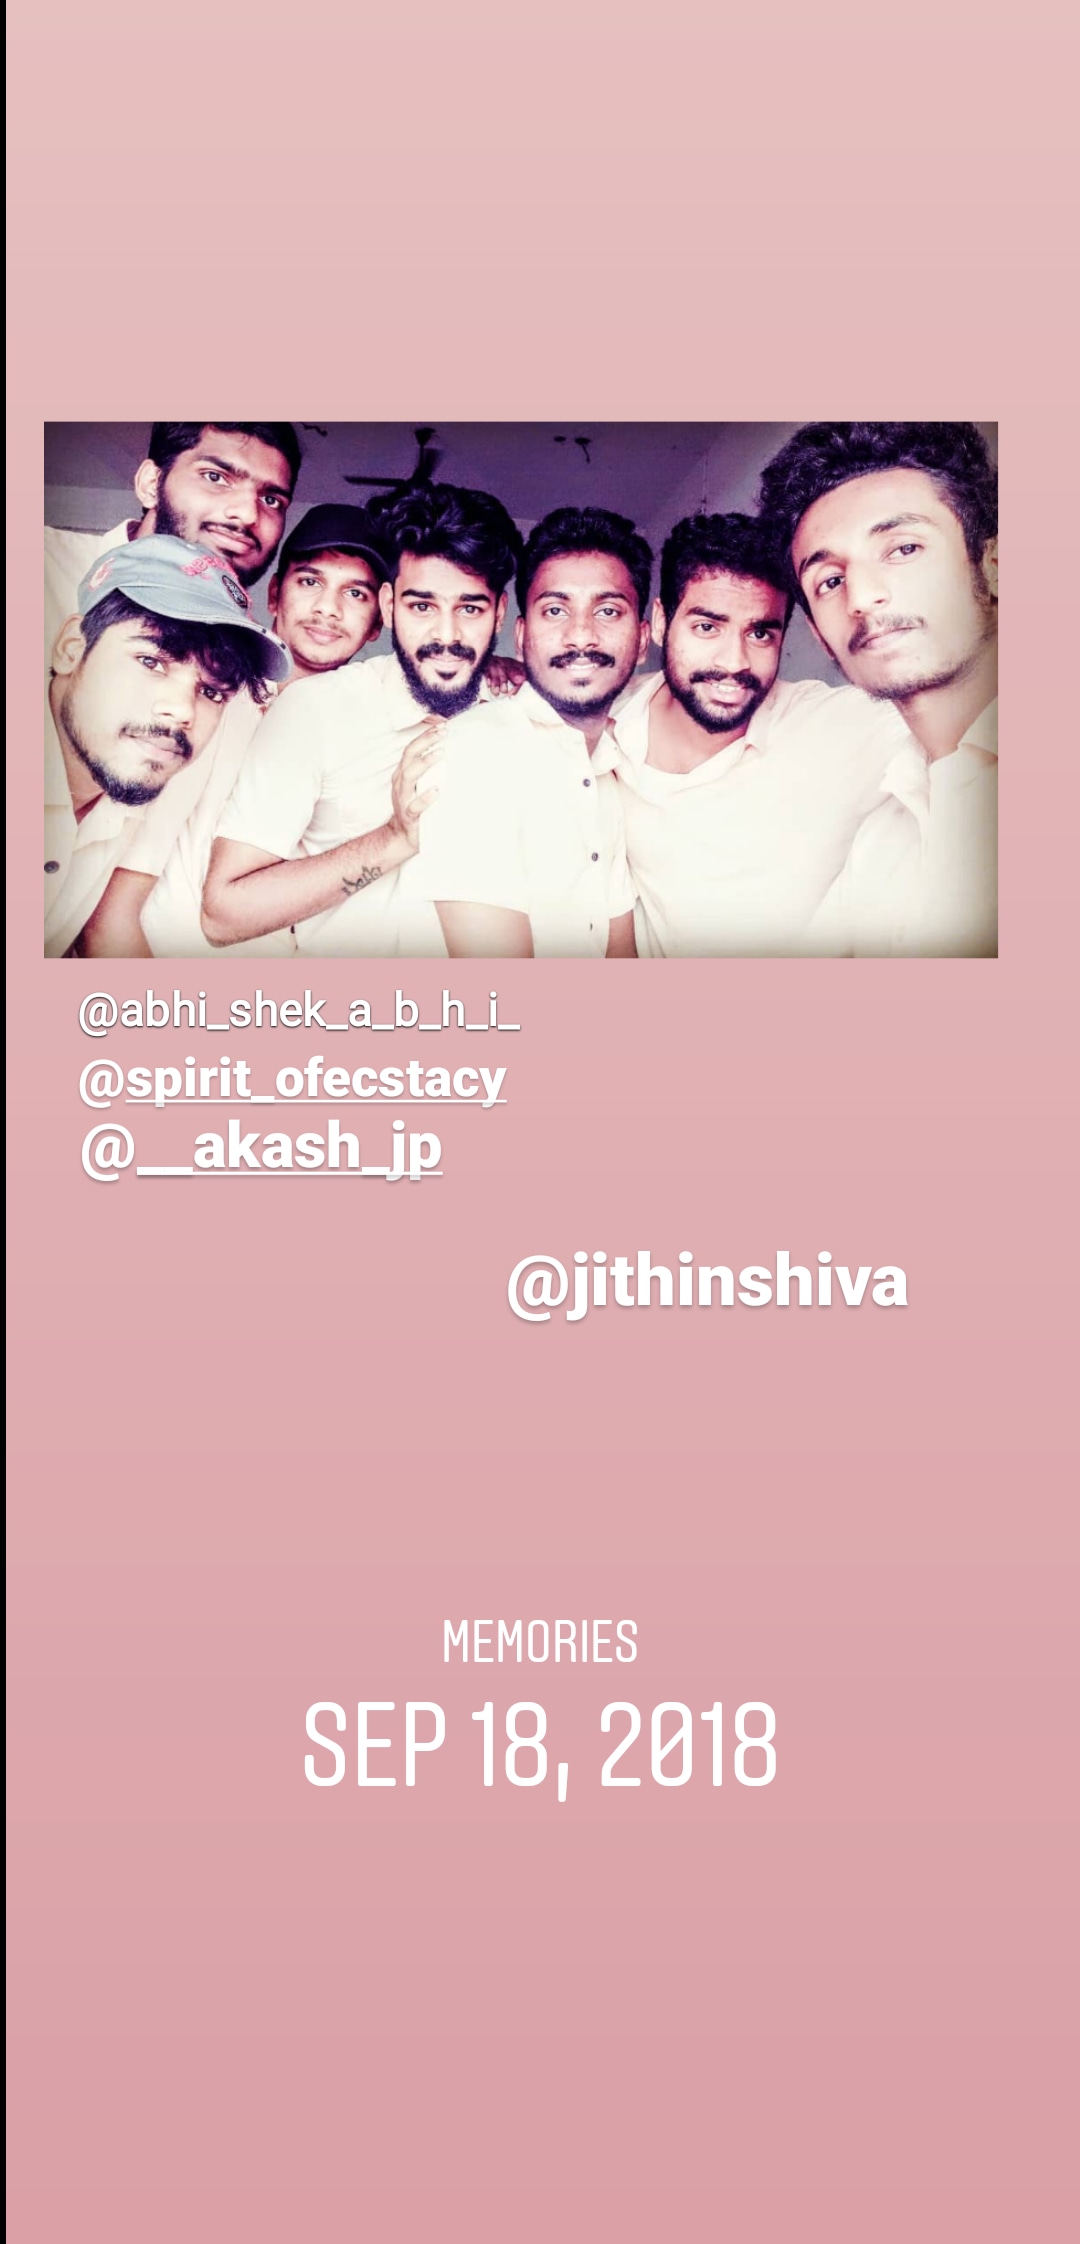 @abhi_shek_a_b_h_i_
@spirit_ofecstacy
@__akash_jp
@jithinshiva
MEMORIES
SEP 18, 2018